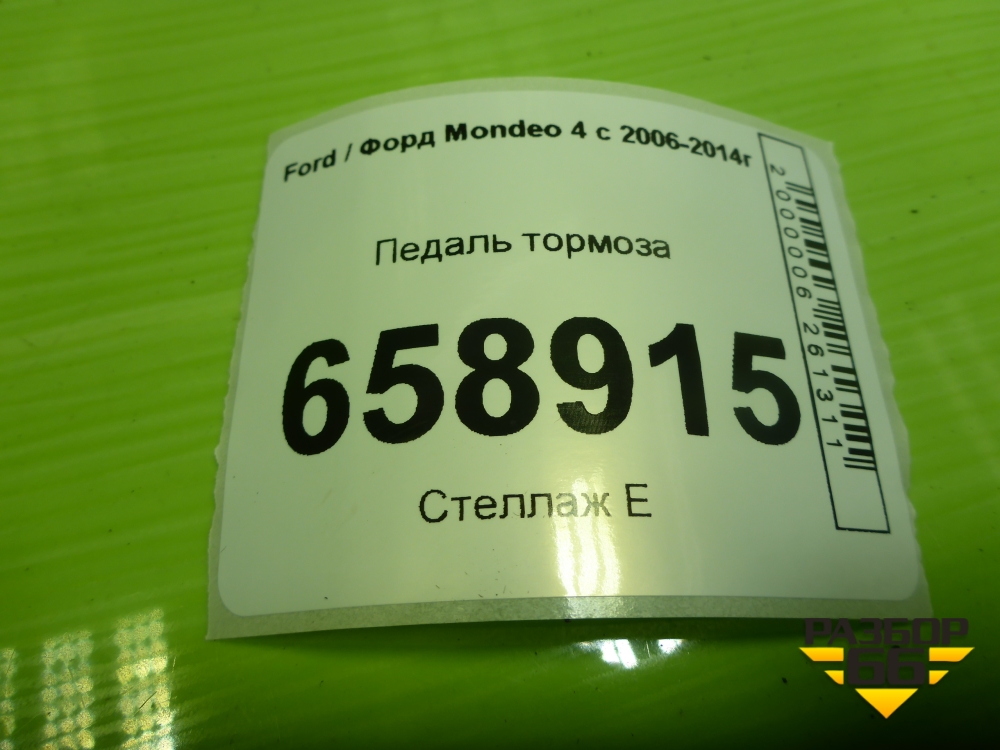 Ford / Форд Mondeo 4 с 2006-2014г
Педаль тормоза
658915
Стеллаж Е
2000006261311
РАЗБОР
66